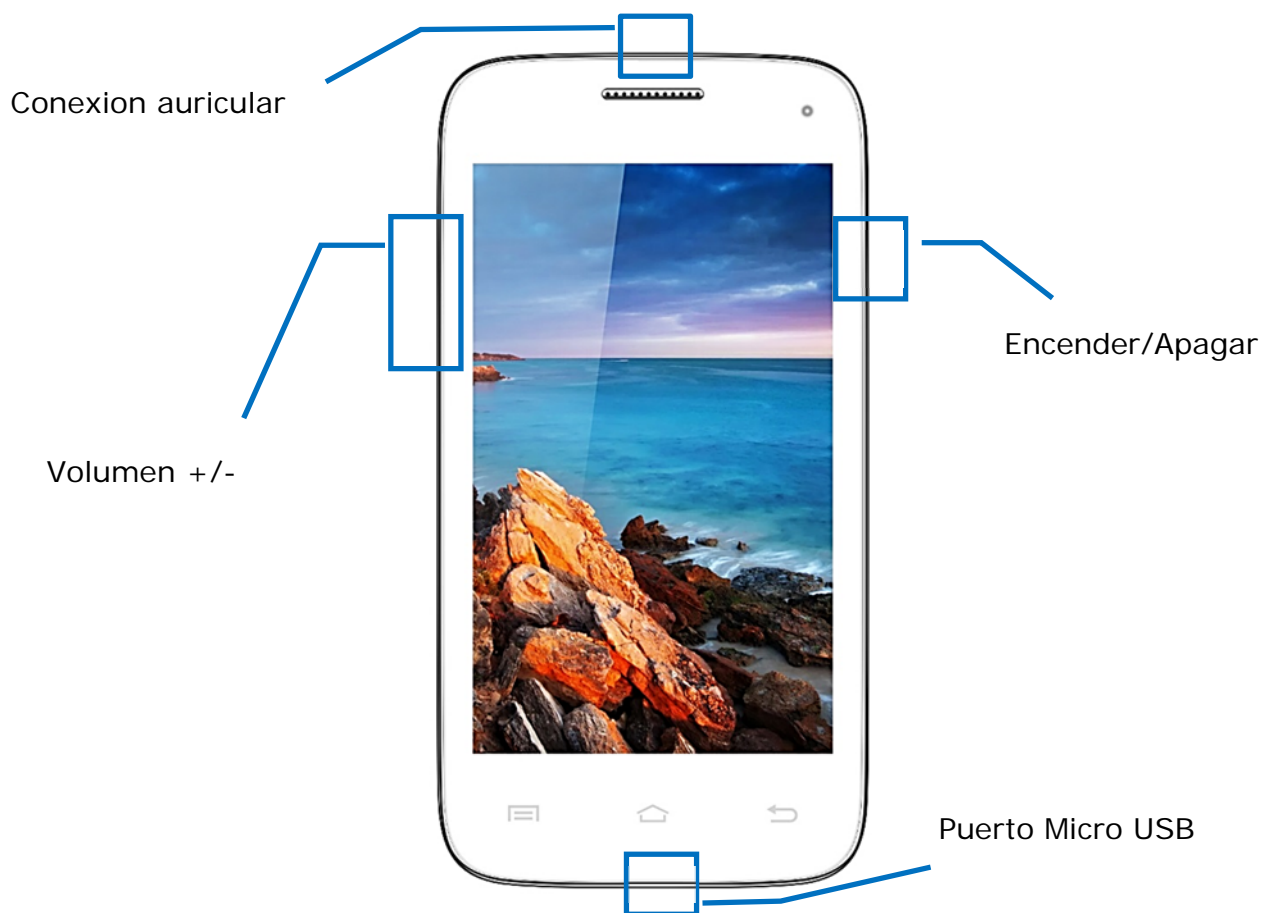 Conexion auricular
Encender/Apagar
Volumen +/-
Puerto Micro USB